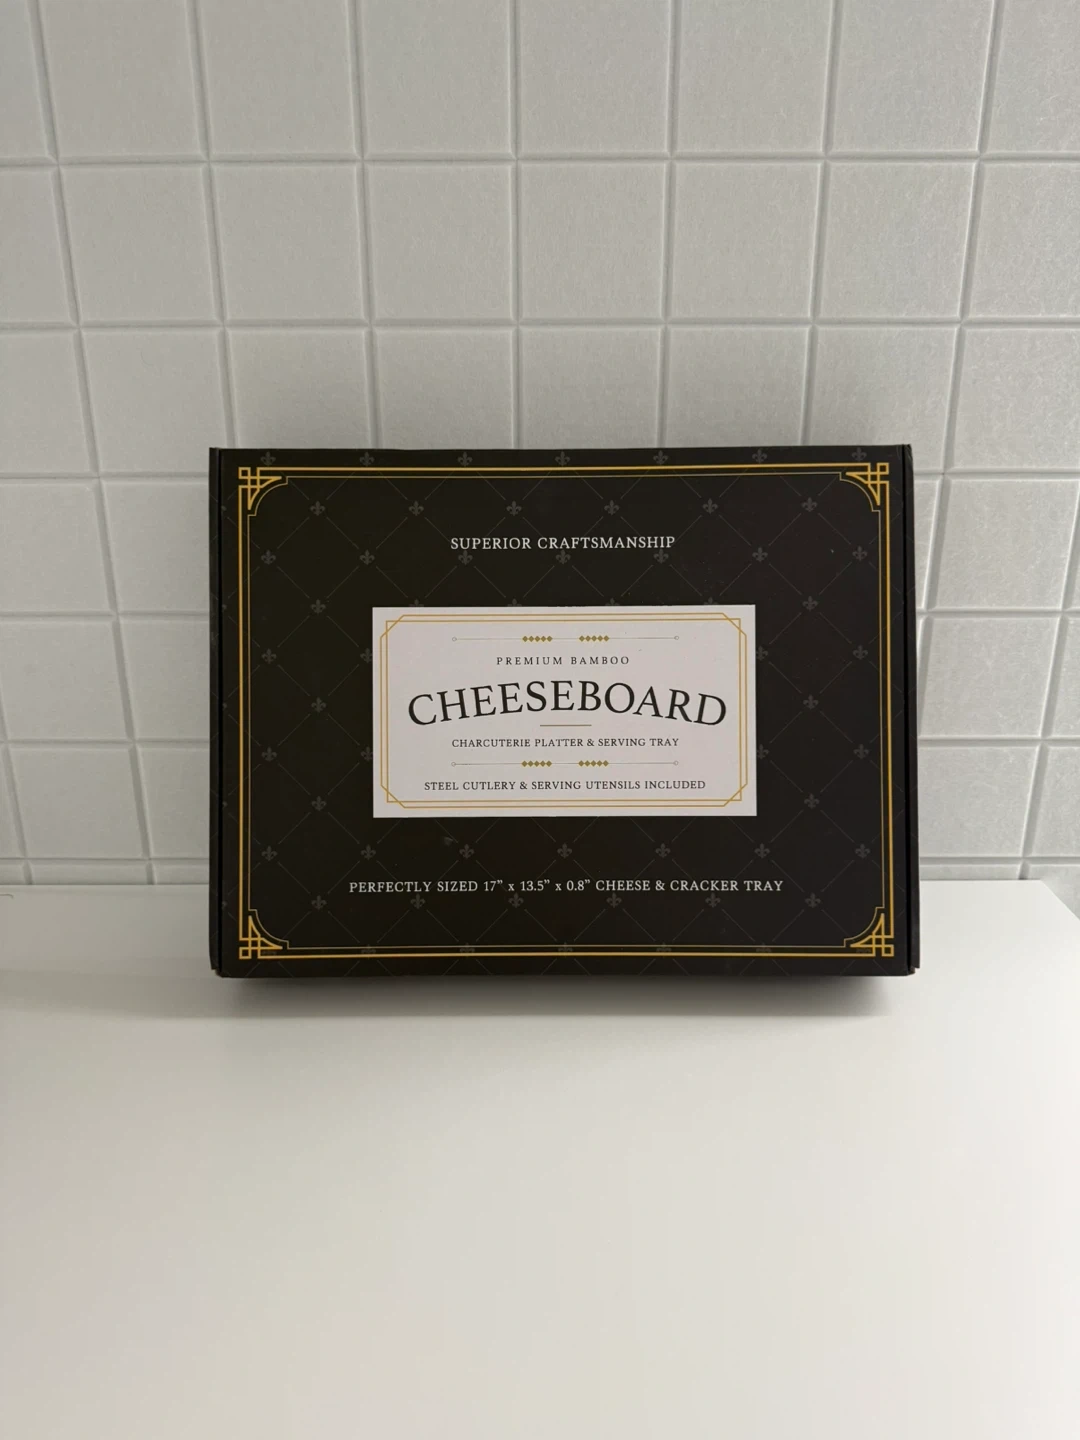 SUPERIOR CRAFTSMANSHIP
PREMIUM BAMBOO
CHEESEBOARD
CHARCUTERIE PLATTER & SERVING TRAY
STEEL CUTLERY & SERVING UTENSILS INCLUDED
PERFECTLY SIZED 17” x 13.5” x 0.8” CHEESE & CRACKER TRAY